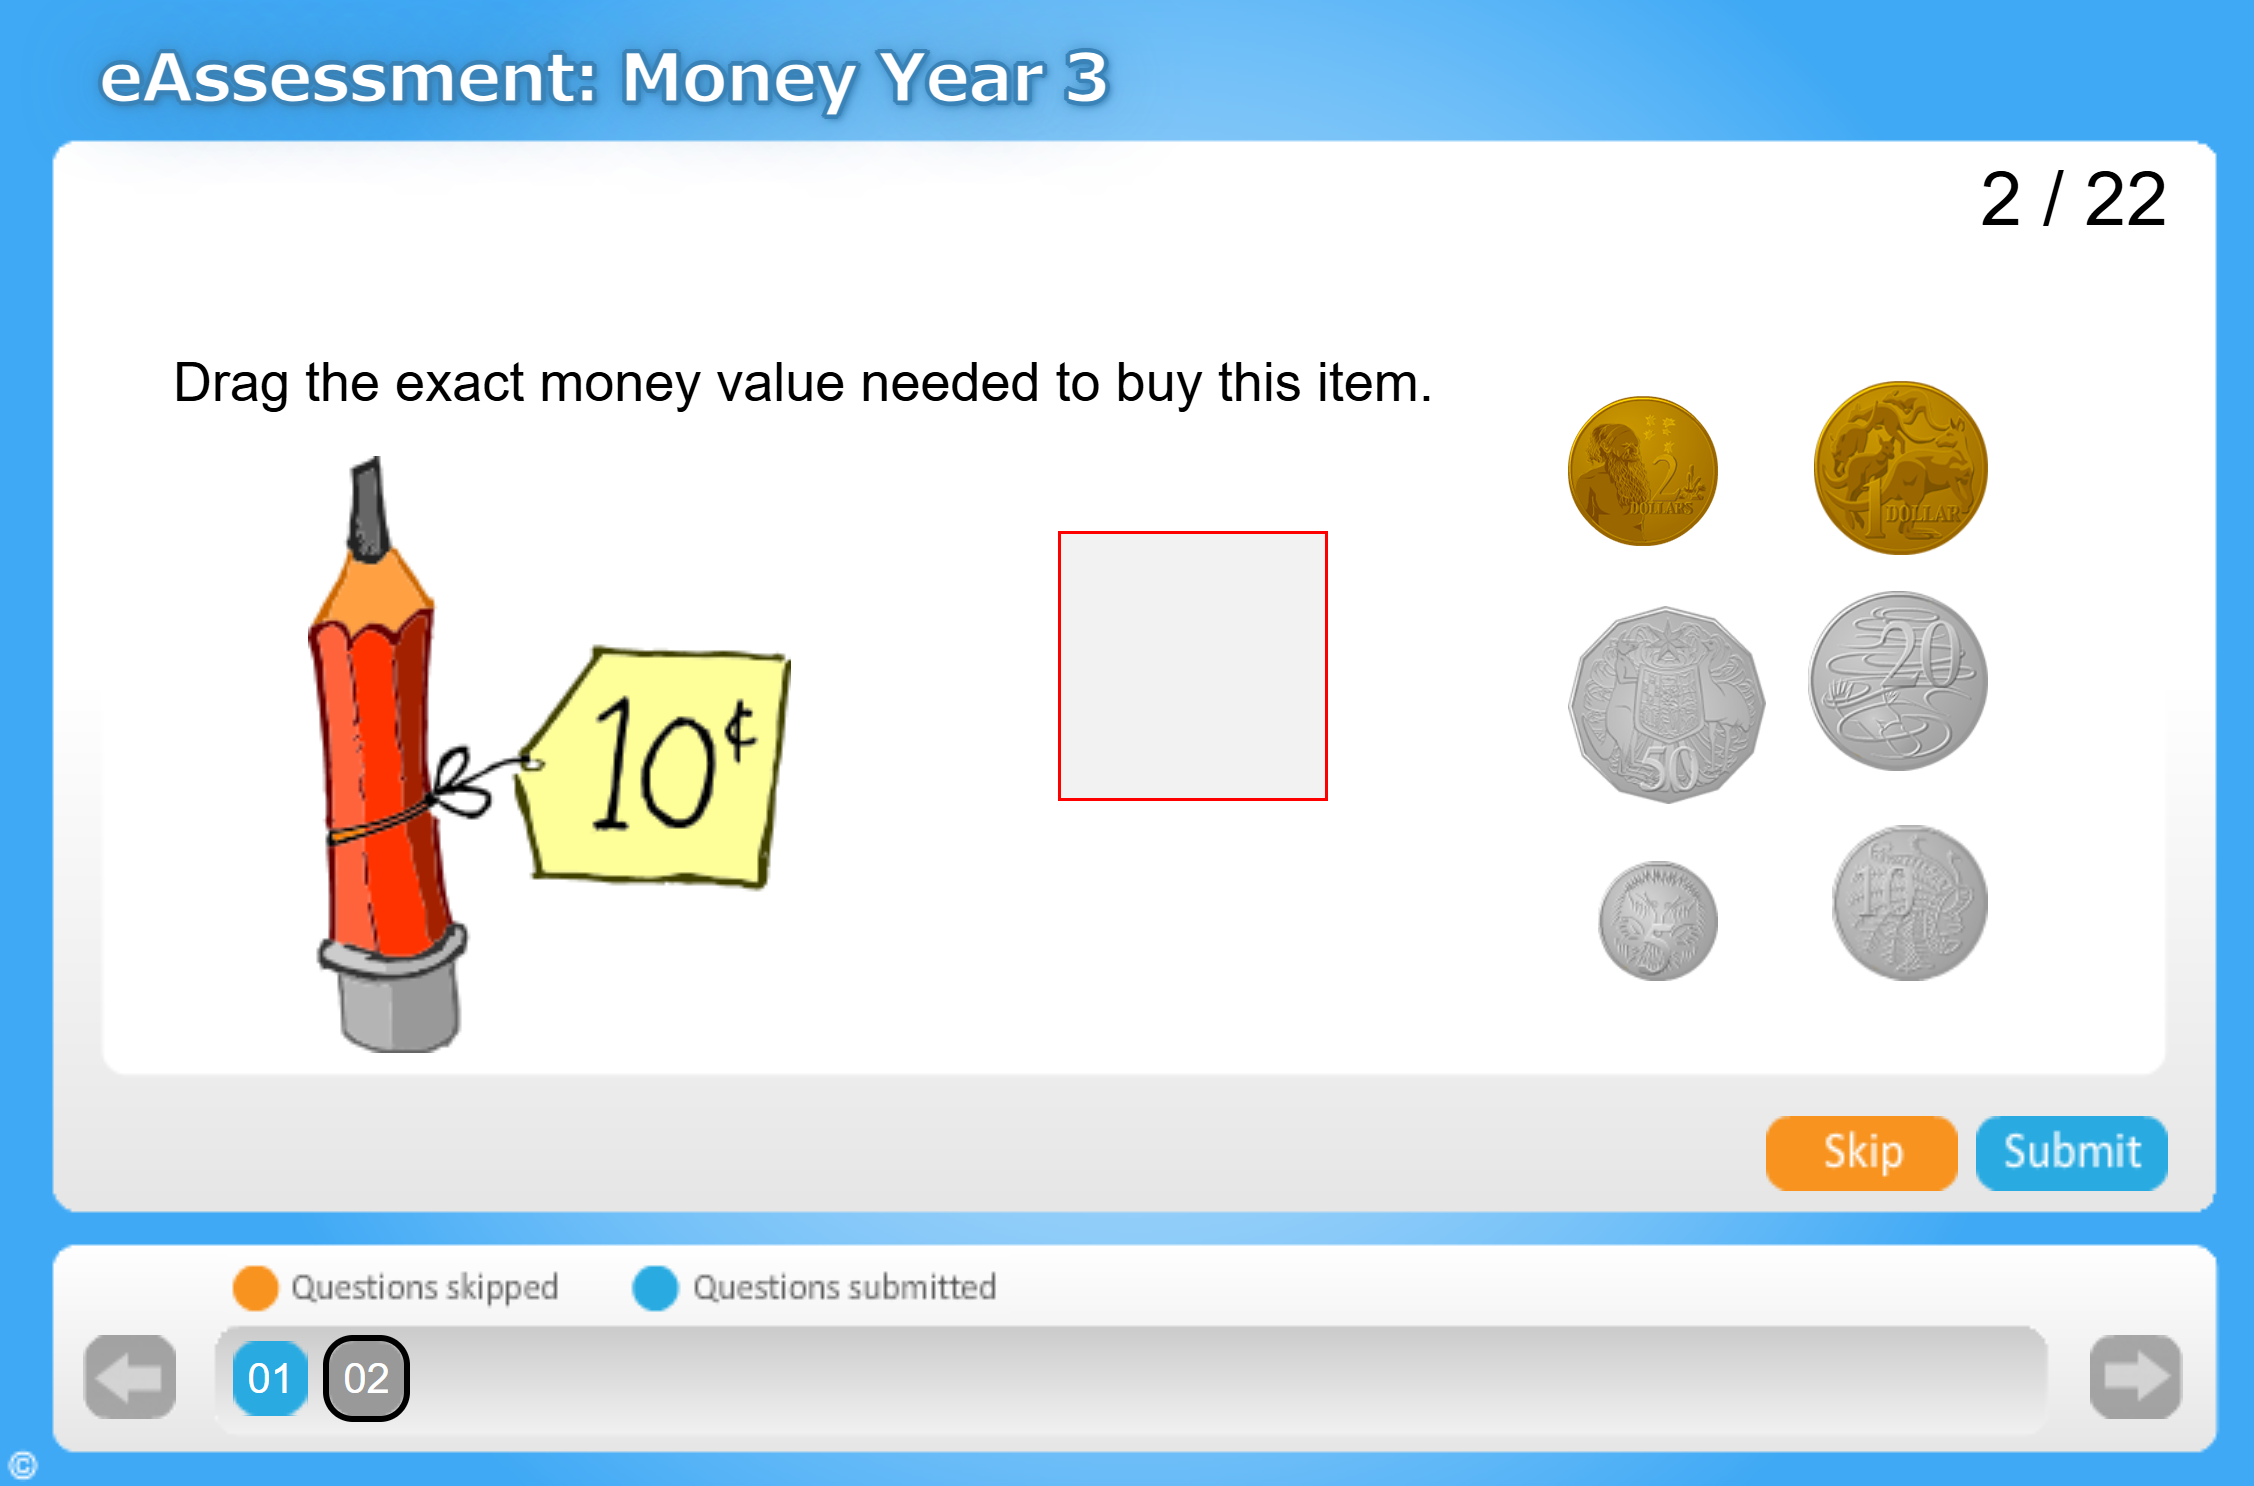 eAssessment: Money Year 3
2 / 22
Drag the exact money value needed to buy this item.
10¢
2 DOLLARS
1 DOLLAR
50
20
5
10
Skip
Submit
Questions skipped
Questions submitted
01
02
©